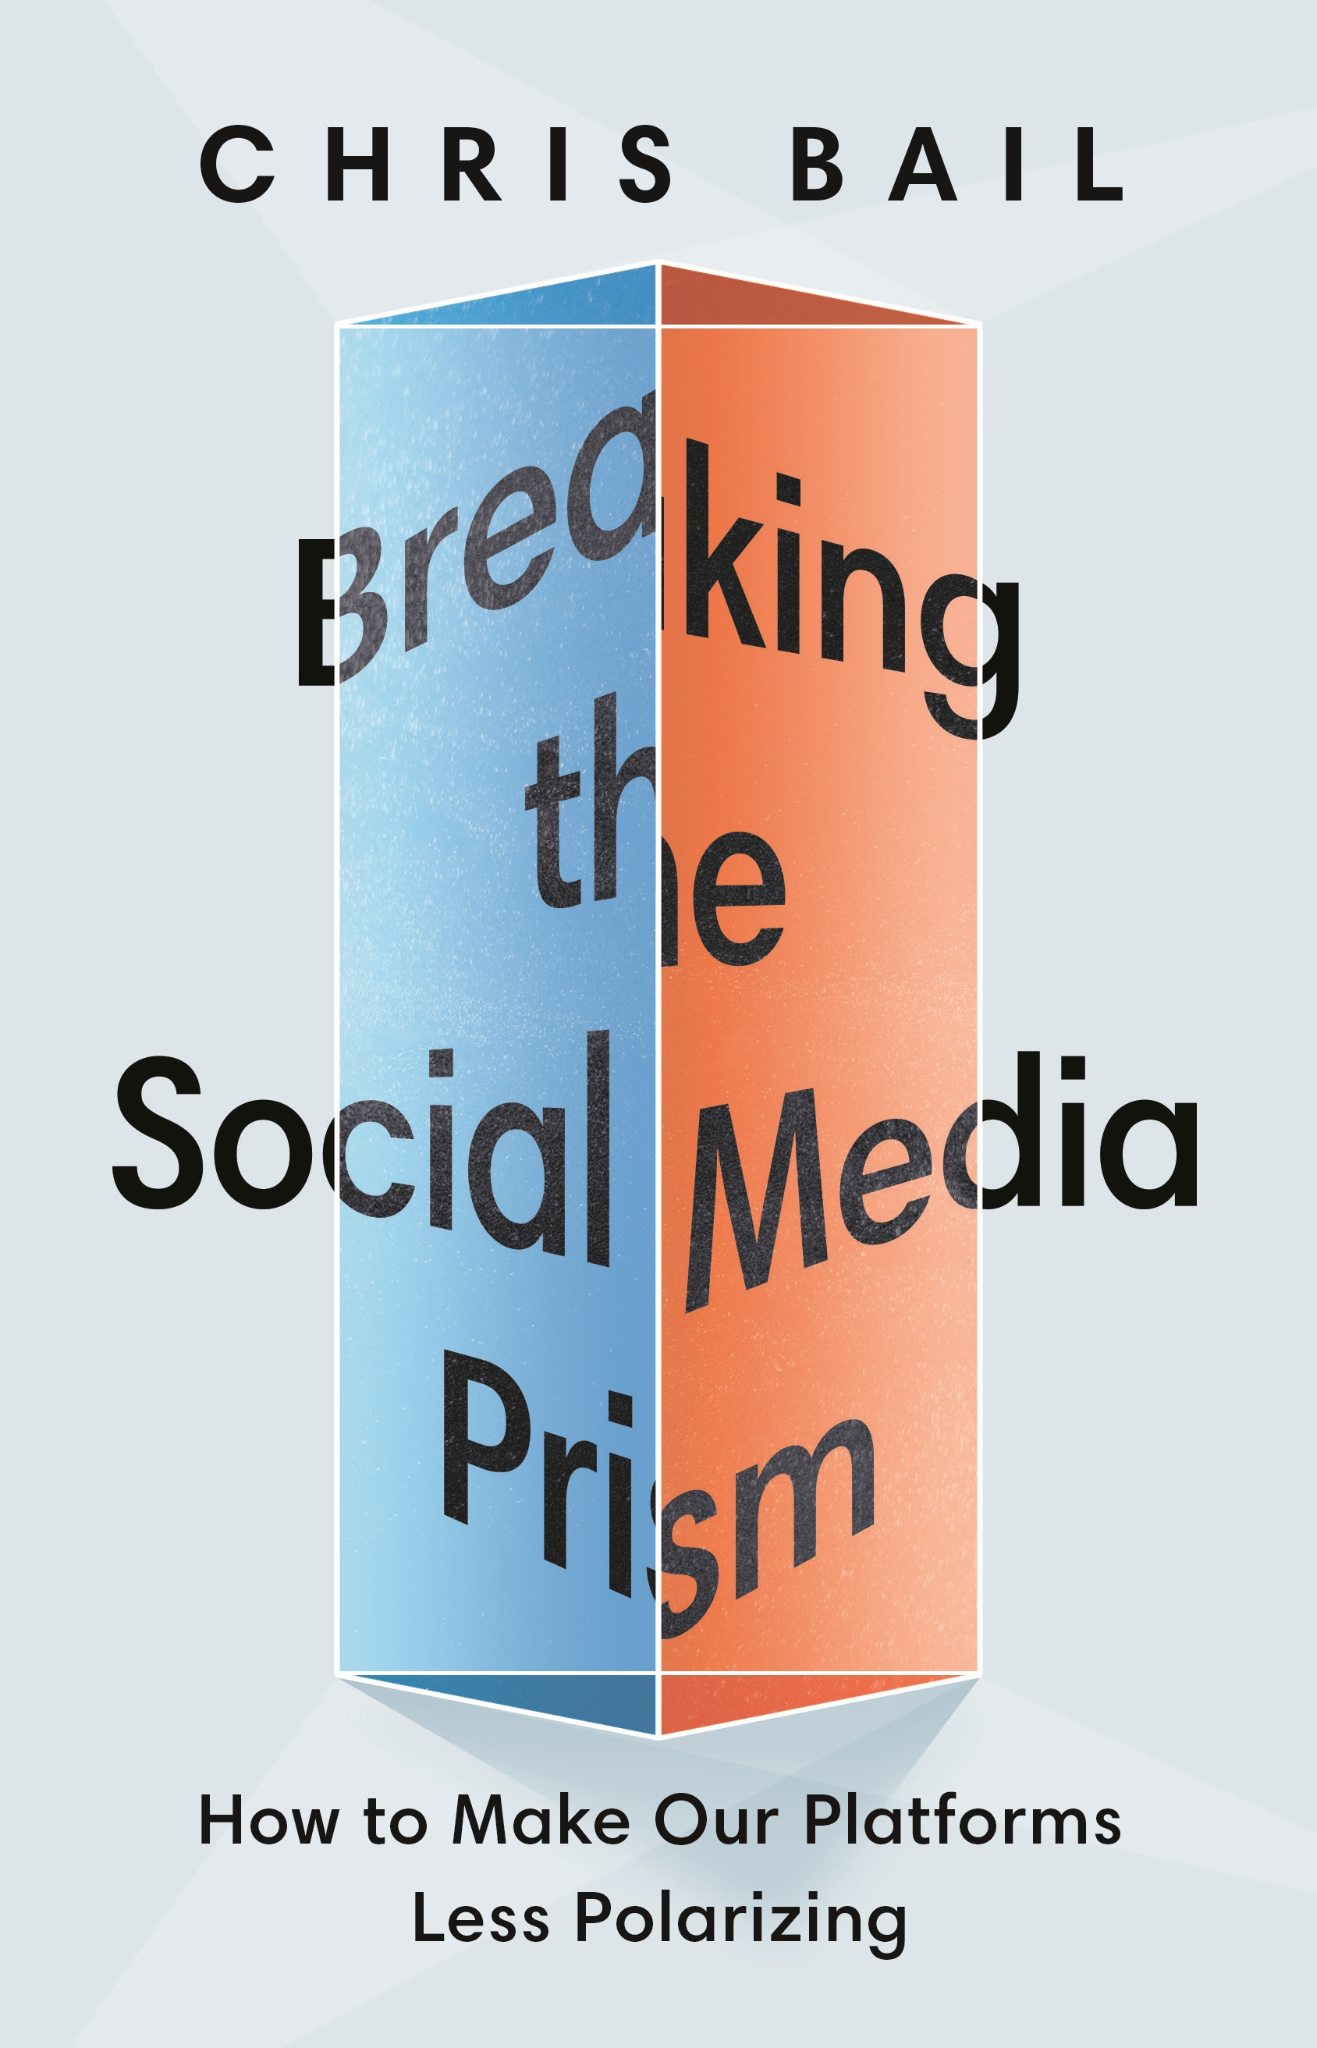 CHRIS BAIL
Breaking
the
Social Media
Prism
How to Make Our Platforms
Less Polarizing